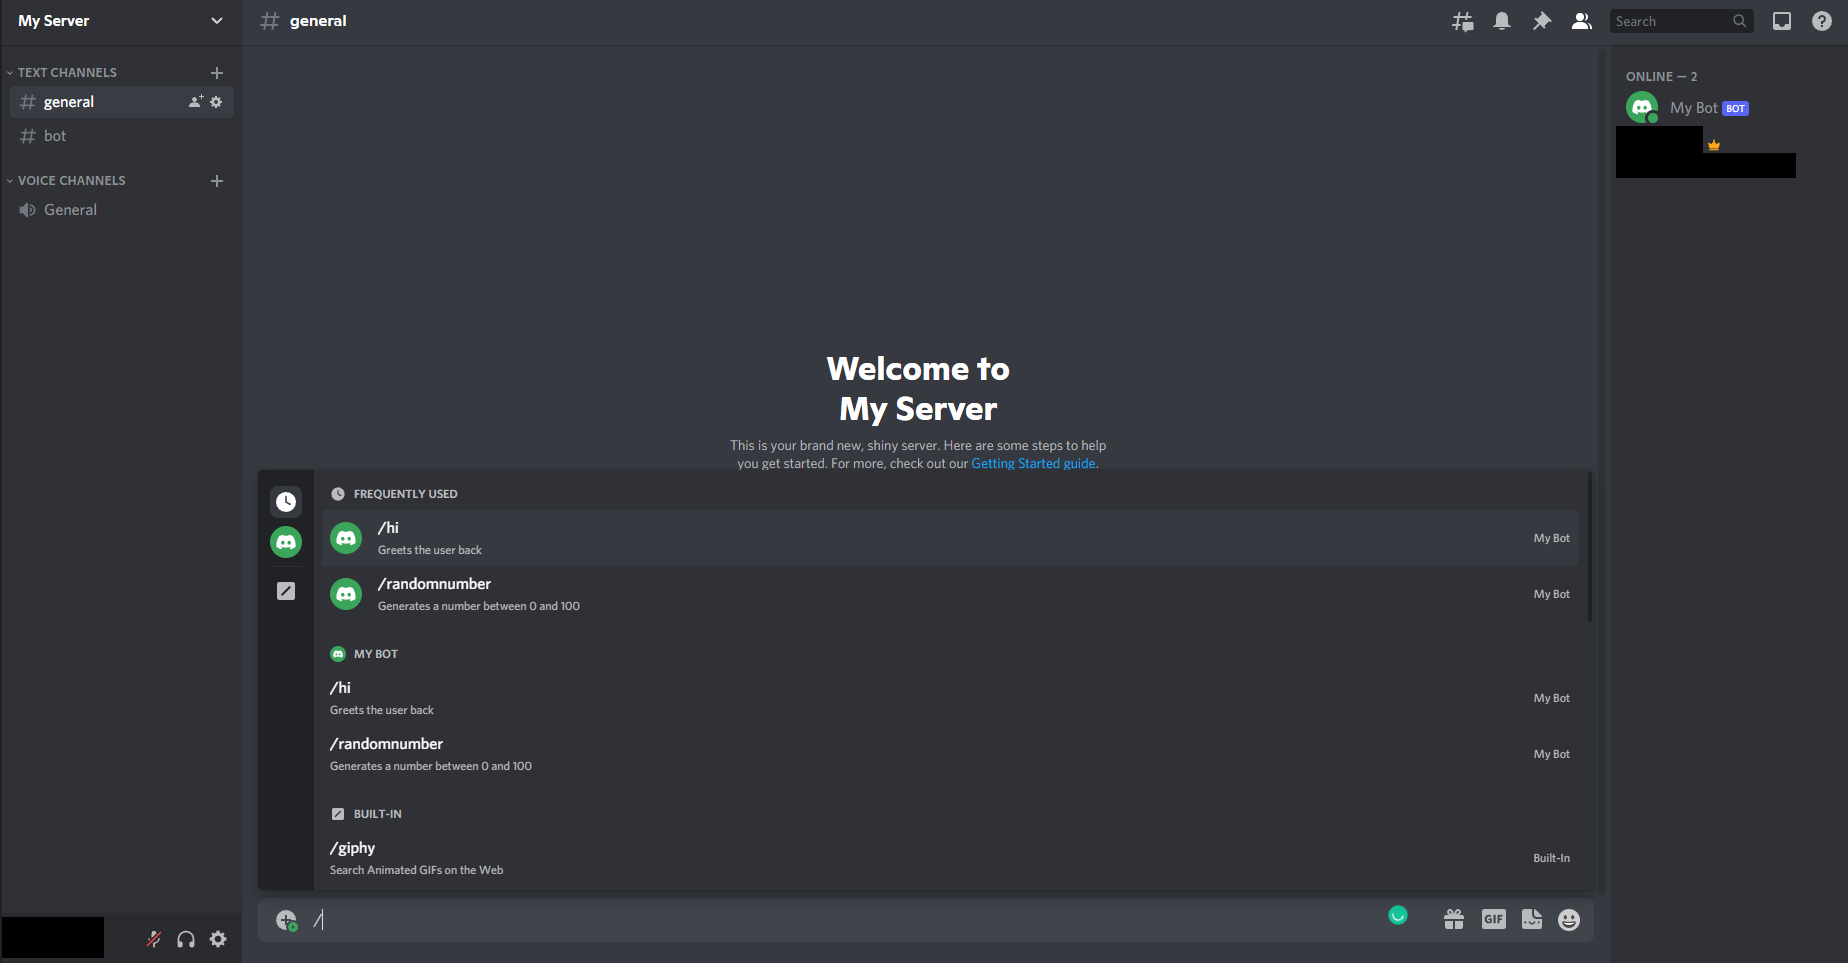 My Server
TEXT CHANNELS
general
bot
VOICE CHANNELS
General
general
Search
Welcome to
My Server
This is your brand new, shiny server. Here are some steps to help
you get started. For more, check out our Getting Started guide.
FREQUENTLY USED
/hi
Greets the user back
My Bot
/randomnumber
Generates a number between 0 and 100
My Bot
MY BOT
/hi
Greets the user back
My Bot
/randomnumber
Generates a number between 0 and 100
My Bot
BUILT-IN
/giphy
Search Animated GIFs on the Web
Built-In
/
GIF
ONLINE — 2
My Bot BOT